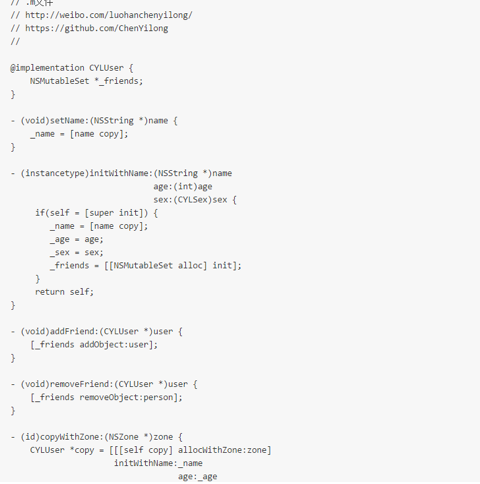 // .m文件
// http://weibo.com/luohanchenyilong/
// https://github.com/ChenYilong
//
@implementation CYLUser {
    NSMutableSet *_friends;
}
- (void)setName:(NSString *)name {
    _name = [name copy];
}
- (instancetype)initWithName:(NSString *)name
                         age:(int)age
                         sex:(CYLSex)sex {
     if(self = [super init]) {
        _name = [name copy];
        _age = age;
        _sex = sex;
        _friends = [[NSMutableSet alloc] init];
     }
     return self;
}
- (void)addFriend:(CYLUser *)user {
    [_friends addObject:user];
}
- (void)removeFriend:(CYLUser *)user {
    [_friends removeObject:person];
}
- (id)copyWithZone:(NSZone *)zone {
    CYLUser *copy = [[[self copy] allocWithZone:zone]
                     initWithName:_name
                                  age:_age